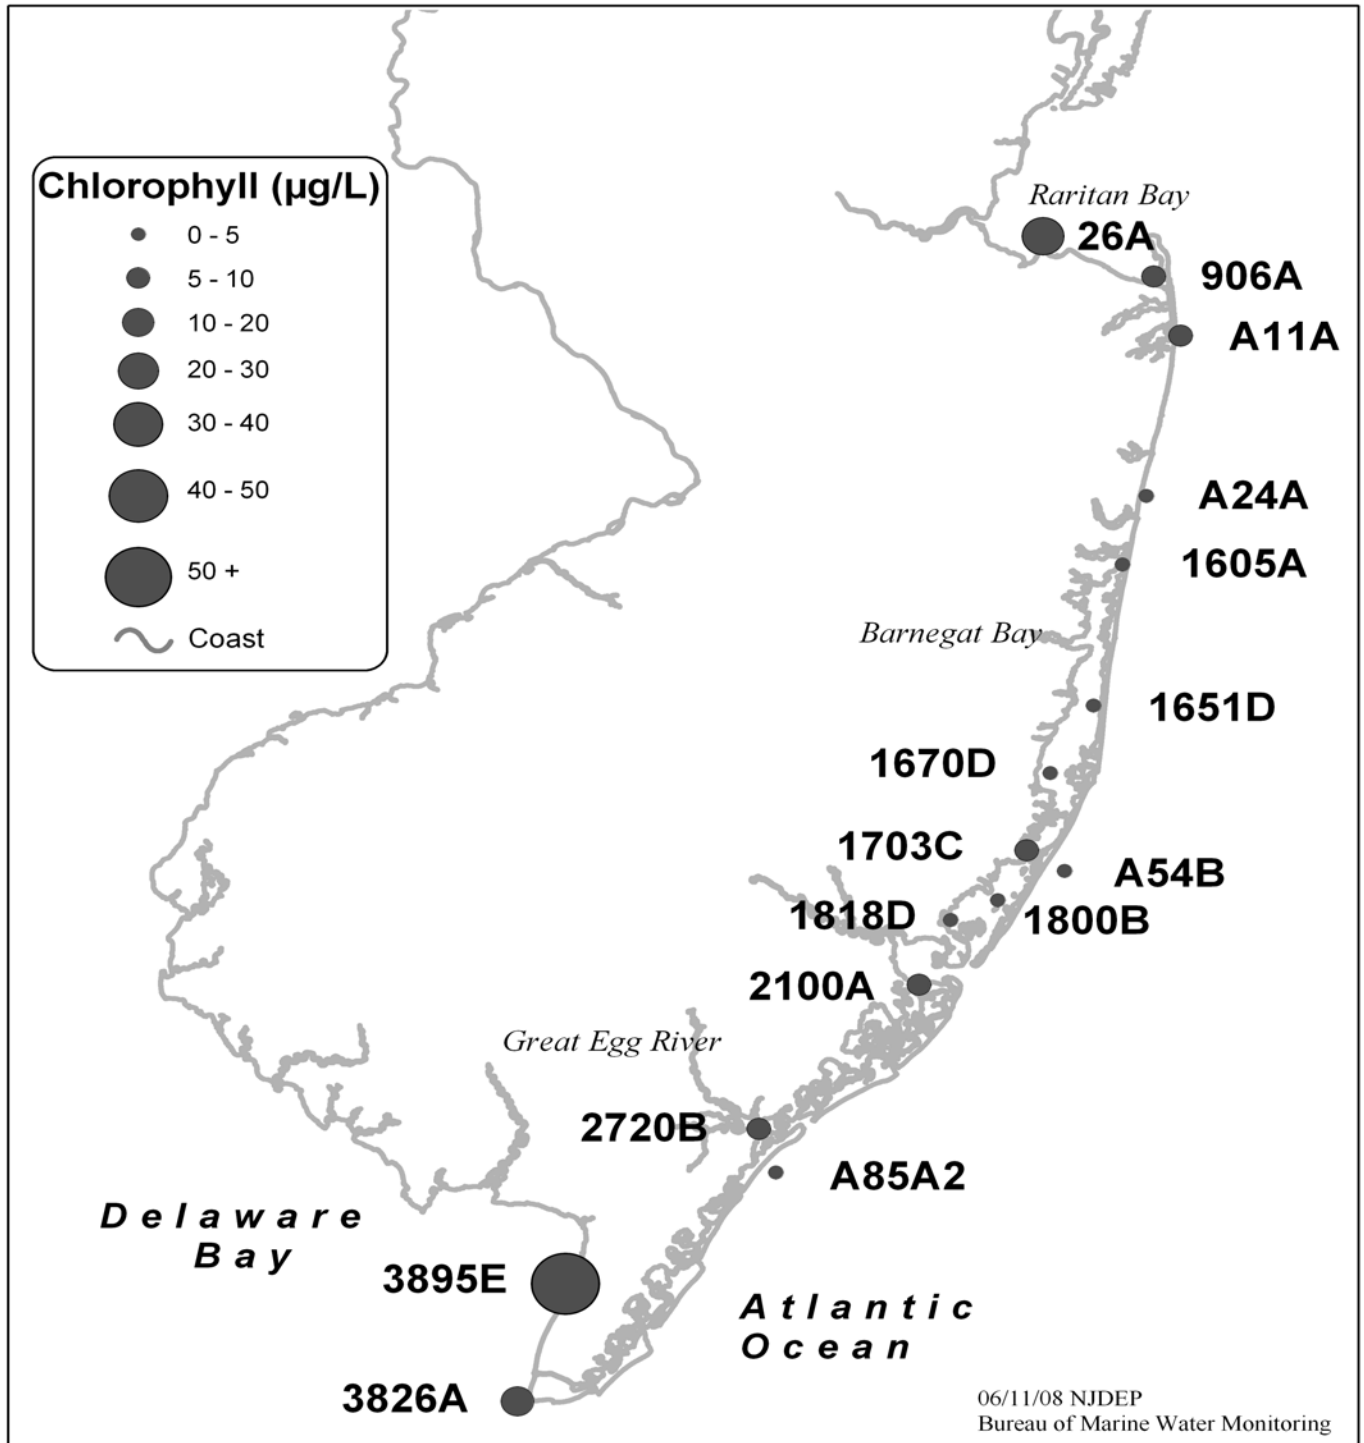 Chlorophyll (µg/L)
0 - 5
5 - 10
10 - 20
20 - 30
30 - 40
40 - 50
50 +
Coast
Raritan Bay
26A
906A
A11A
A24A
1605A
Barnegat Bay
1651D
1670D
1703C
A54B
1818D
1800B
2100A
Great Egg River
2720B
A85A2
Delaware
Bay
3895E
Atlantic
Ocean
3826A
06/11/08 NJDEP
Bureau of Marine Water Monitoring